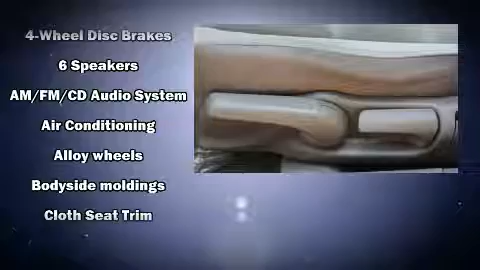 4-Wheel Disc Brakes
6 Speakers
AM/FM/CD Audio System
Air Conditioning
Alloy wheels
Bodyside moldings
Cloth Seat Trim